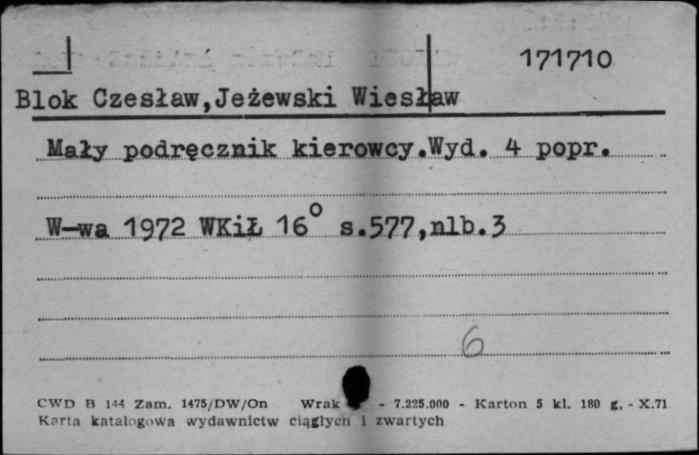 171710
Blok Czesław,Jeżewski Wiesław
Mały podręcznik kierowcy.Wyd. 4 popr.
W-wa 1972 WKiŁ 16° s.577,nlb.3
6
CWD B 144 Zam. 1475/DW/On Wrak - 7.225.000 - Karton 5 kl. 180 g, - X.71
Karta katalogowa wydawnictw ciągłych i zwartych